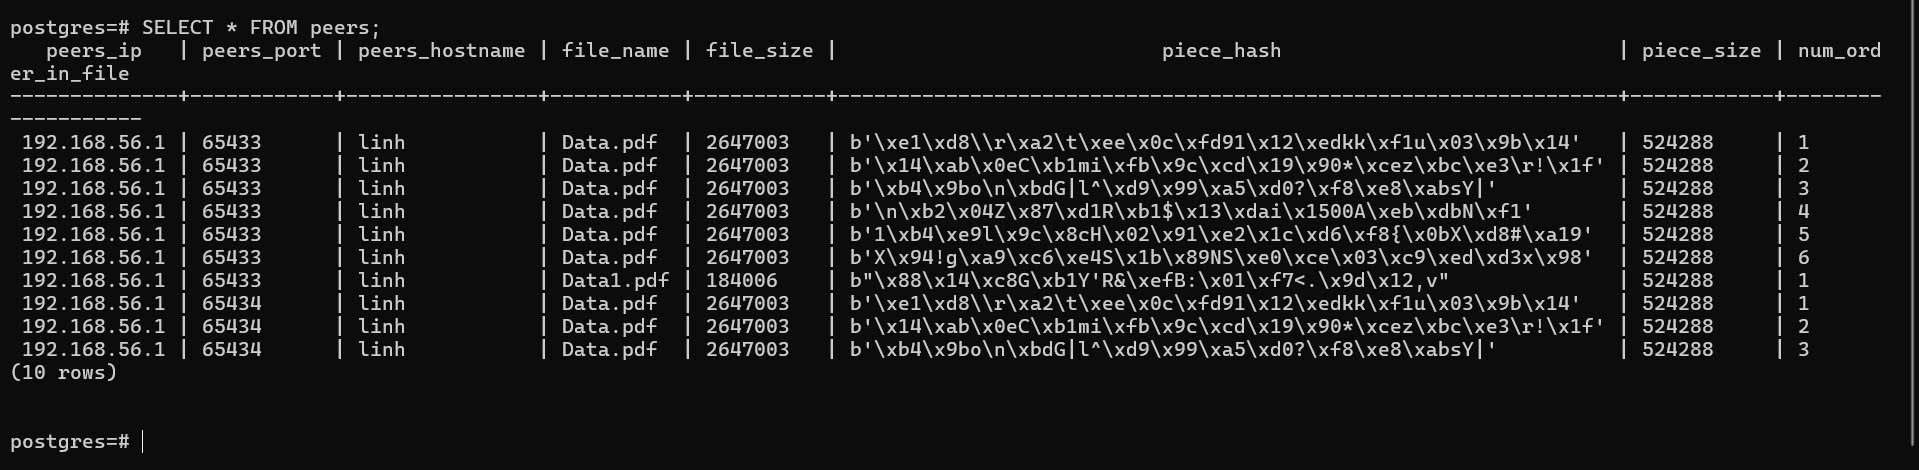 postgres=# SELECT * FROM peers;
   peers_ip   | peers_port | peers_hostname | file_name | file_size |                           piece_hash                            | piece_size | num_ord
er_in_file
--------------+------------+----------------+-----------+-----------+-----------------------------------------------------------------+------------+--------
-----------
 192.168.56.1 | 65433      | linh           | Data.pdf  | 2647003   | b'\xe1\xd8\\r\xa2\t\xee\x0c\xfd91\x12\xedkk\xf1u\x03\x9b\x14'   | 524288     | 1
 192.168.56.1 | 65433      | linh           | Data.pdf  | 2647003   | b'\x14\xab\x0eC\xb1mi\xfb\x9c\xcd\x19\x90*\xcez\xbc\xe3\r!\x1f' | 524288     | 2
 192.168.56.1 | 65433      | linh           | Data.pdf  | 2647003   | b'\xb4\x9bo\n\xbdG|l^\xd9\x99\xa5\xd0?\xf8\xe8\xabsY|'          | 524288     | 3
 192.168.56.1 | 65433      | linh           | Data.pdf  | 2647003   | b'\n\xb2\x04Z\x87\xd1R\xb1$\x13\xdai\x1500A\xeb\xdbN\xf1'       | 524288     | 4
 192.168.56.1 | 65433      | linh           | Data.pdf  | 2647003   | b'1\xb4\xe9l\x9c\x8cH\x02\x91\xe2\x1c\xd6\xf8{\x0bX\xd8#\xa19'  | 524288     | 5
 192.168.56.1 | 65433      | linh           | Data.pdf  | 2647003   | b'X\x94!g\xa9\xc6\xe4S\x1b\x89NS\xe0\xce\x03\xc9\xed\xd3x\x98'  | 524288     | 6
 192.168.56.1 | 65433      | linh           | Data1.pdf | 184006    | b"\x88\x14\xc8G\xb1Y'R&\xefB:\x01\xf7<.\x9d\x12,v"              | 524288     | 1
 192.168.56.1 | 65434      | linh           | Data.pdf  | 2647003   | b'\xe1\xd8\\r\xa2\t\xee\x0c\xfd91\x12\xedkk\xf1u\x03\x9b\x14'   | 524288     | 1
 192.168.56.1 | 65434      | linh           | Data.pdf  | 2647003   | b'\x14\xab\x0eC\xb1mi\xfb\x9c\xcd\x19\x90*\xcez\xbc\xe3\r!\x1f' | 524288     | 2
 192.168.56.1 | 65434      | linh           | Data.pdf  | 2647003   | b'\xb4\x9bo\n\xbdG|l^\xd9\x99\xa5\xd0?\xf8\xe8\xabsY|'          | 524288     | 3
(10 rows)
postgres=#